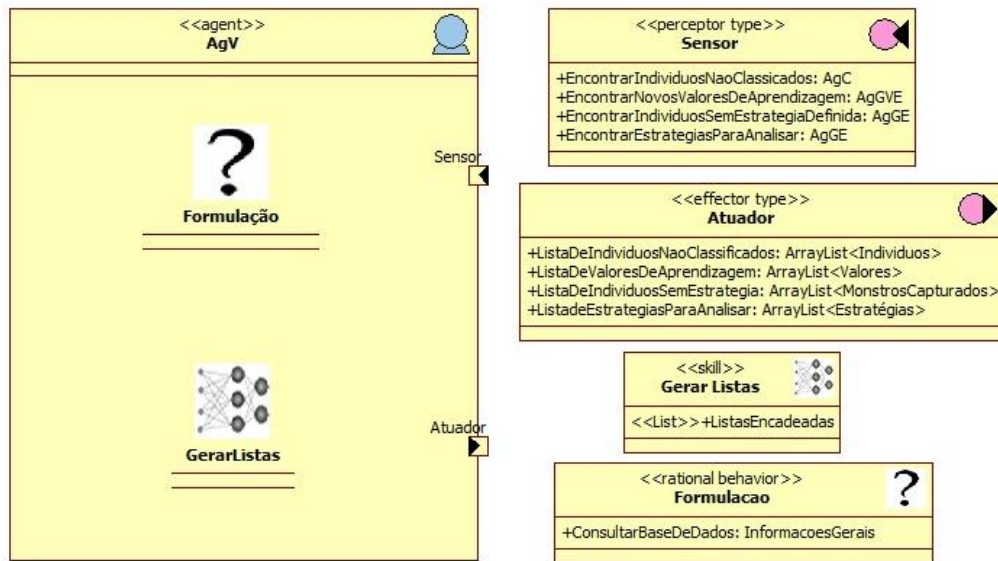 <<agent>>
AgV
Sensor
Formulação
GerarListas
Atuador
<<perceptor type>>
Sensor
+EncontrarIndividuosNaoClassicados: AgC
+EncontrarNovosValoresDeAprendizagem: AgGVE
+EncontrarIndividuosSemEstrategiaDefinida: AgGE
+EncontrarEstrategiasParaAnalisar: AgGE
<<effector type>>
Atuador
+ListaDeIndividuosNaoClassificados: ArrayList<Individuos>
+ListaDeValoresDeAprendizagem: ArrayList<Valores>
+ListaDeIndividuosSemEstrategia: ArrayList<MonstrosCapturados>
+ListadeEstrategiasParaAnalisar: ArrayList<Estratégias>
<<skill>>
Gerar Listas
<<List>>+ListasEncadeadas
<<rational behavior>>
Formulacao
+ConsultarBaseDeDados: InformacoesGerais